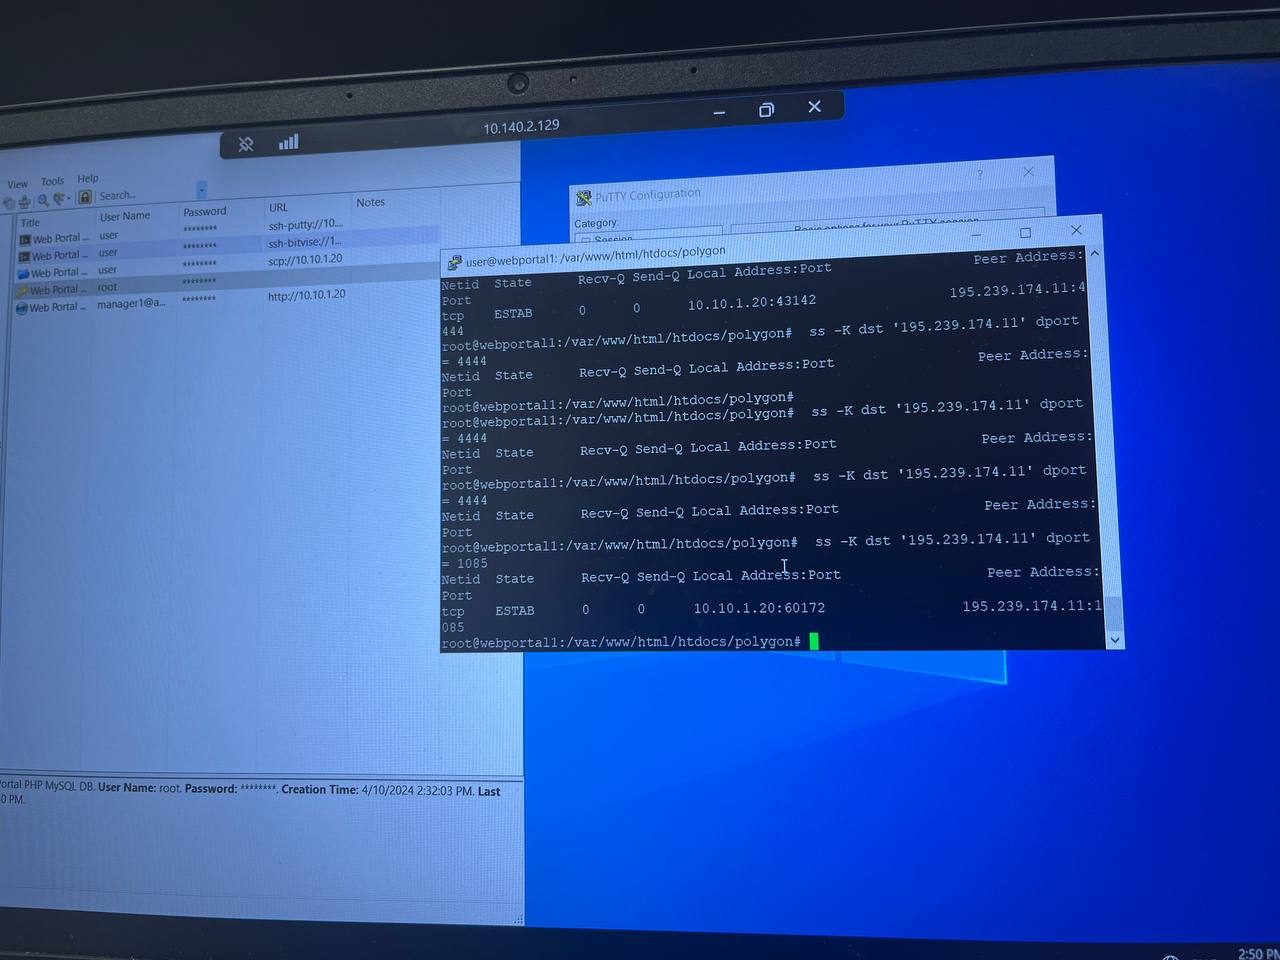 10.140.2.129
View Tools Help
Search...
Title User Name Password URL Notes
Web Portal ... user ******** ssh-putty://10....
Web Portal ... user ******** ssh-bitvise://1...
Web Portal ... user ******** scp://10.10.1.20
Web Portal ... root ********
Web Portal ... manager1@a... ******** http://10.10.1.20
PuTTY Configuration
? 
Category:
Session
Basic options for your PuTTY session
user@webportal1: /var/www/html/htdocs/polygon
Netid State Recv-Q Send-Q Local Address:Port Peer Address:
Port
tcp ESTAB 0 0 10.10.1.20:43142 195.239.174.11:4
444
root@webportal1:/var/www/html/htdocs/polygon# ss -K dst '195.239.174.11' dport
= 4444
Netid State Recv-Q Send-Q Local Address:Port Peer Address:
Port
root@webportal1:/var/www/html/htdocs/polygon#
root@webportal1:/var/www/html/htdocs/polygon# ss -K dst '195.239.174.11' dport
= 4444
Netid State Recv-Q Send-Q Local Address:Port Peer Address:
Port
root@webportal1:/var/www/html/htdocs/polygon# ss -K dst '195.239.174.11' dport
= 4444
Netid State Recv-Q Send-Q Local Address:Port Peer Address:
Port
root@webportal1:/var/www/html/htdocs/polygon# ss -K dst '195.239.174.11' dport
= 1085
Netid State Recv-Q Send-Q Local Address:Port Peer Address:
Port
tcp ESTAB 0 0 10.10.1.20:60172 195.239.174.11:1
085
root@webportal1:/var/www/html/htdocs/polygon#
ortal PHP MySQL DB. User Name: root. Password: ********. Creation Time: 4/10/2024 2:32:03 PM. Last
0 PM.
2:50 PM